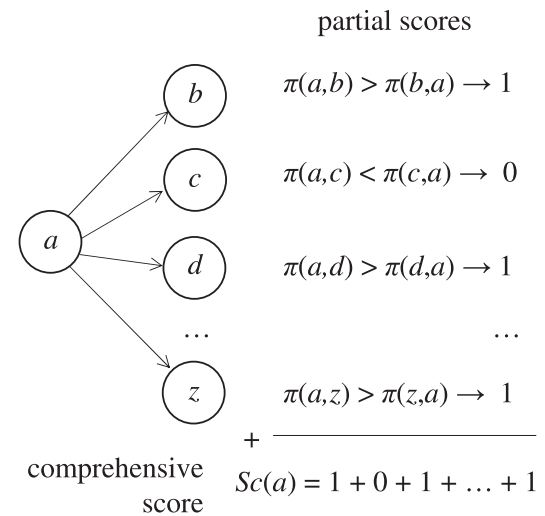 partial scores
b
π(a,b) > π(b,a) → 1
c
π(a,c) < π(c,a) → 0
a
d
π(a,d) > π(d,a) → 1
...
...
z
π(a,z) > π(z,a) → 1
+
comprehensive
score
Sc(a) = 1 + 0 + 1 + ... + 1